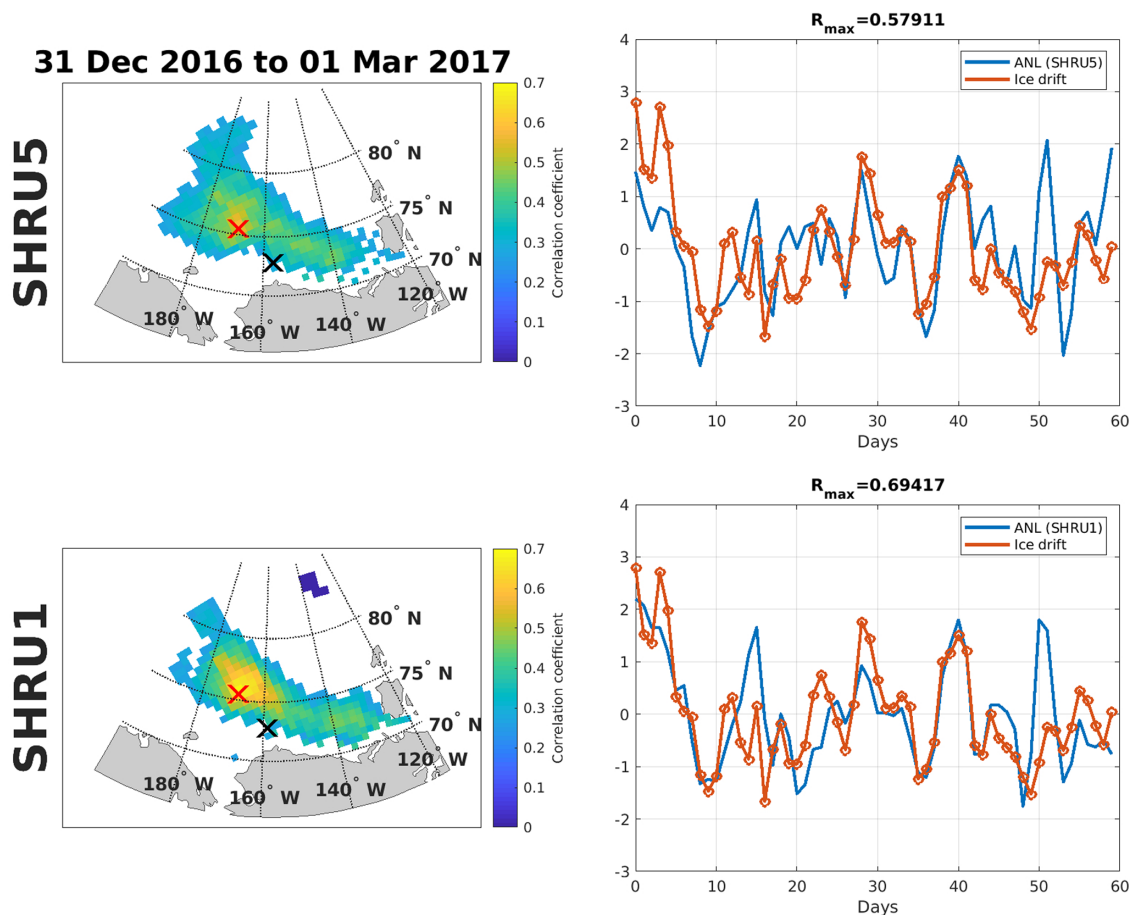 31 Dec 2016 to 01 Mar 2017
SHRU5
80° N
75° N
70° N
120° W
140° W
160° W
180° W
0.7
0.6
0.5
0.4
0.3
0.2
0.1
0
Correlation coefficient
Rmax=0.57911
ANL (SHRU5)
Ice drift
4
3
2
1
0
-1
-2
-3
0 10 20 30 40 50 60
Days
SHRU1
80° N
75° N
70° N
120° W
140° W
160° W
180° W
0.7
0.6
0.5
0.4
0.3
0.2
0.1
0
Correlation coefficient
Rmax=0.69417
ANL (SHRU1)
Ice drift
4
3
2
1
0
-1
-2
-3
0 10 20 30 40 50 60
Days